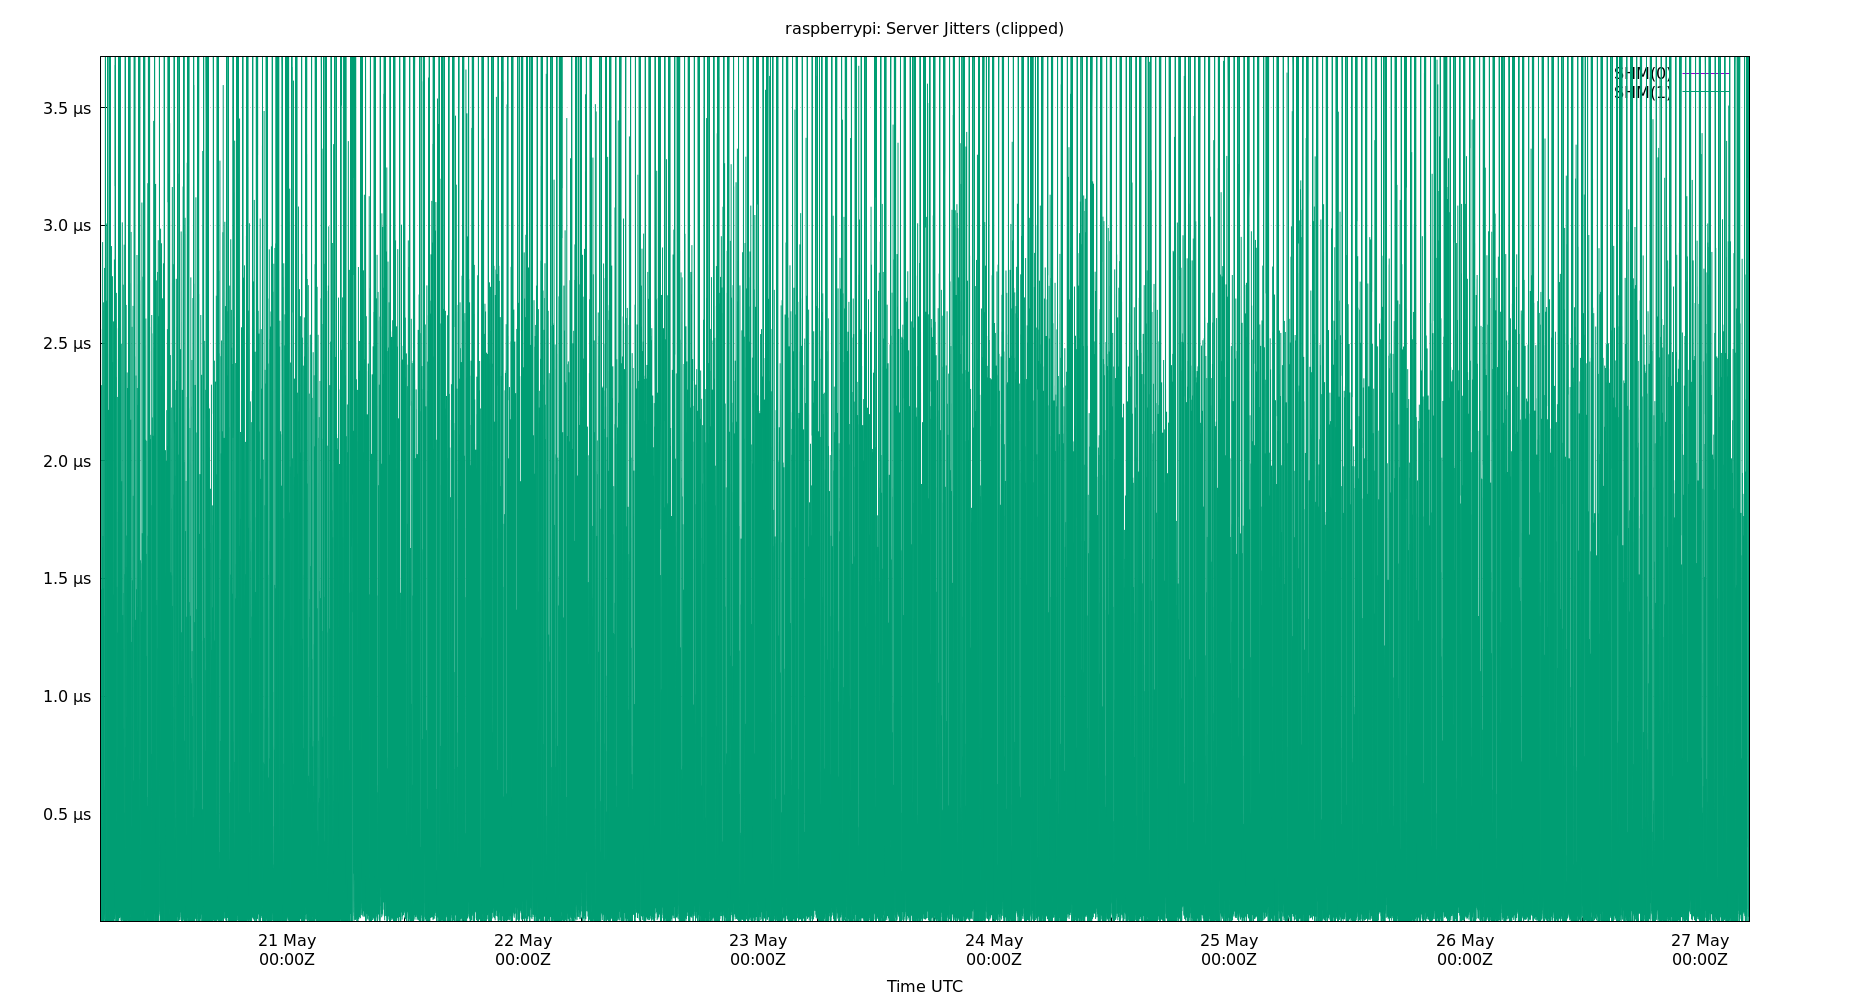 raspberrypi: Server Jitters (clipped)
SHM(0)
SHM(1)
3.5 µs
3.0 µs
2.5 µs
2.0 µs
1.5 µs
1.0 µs
0.5 µs
21 May 22 May 23 May 24 May 25 May 26 May 27 May
00:00Z 00:00Z 00:00Z 00:00Z 00:00Z 00:00Z 00:00Z
Time UTC